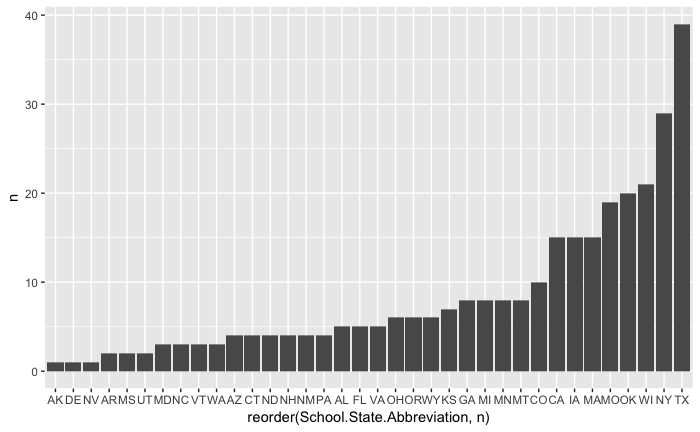 40
30
20
10
0
n
AK DE NV AR MS UT MD NC VT WA AZ CT ND NH NM PA AL FL VA OH OR WY KS GA MI MN MT CO CA IA MA MO OK WI NY TX
reorder(School.State.Abbreviation, n)